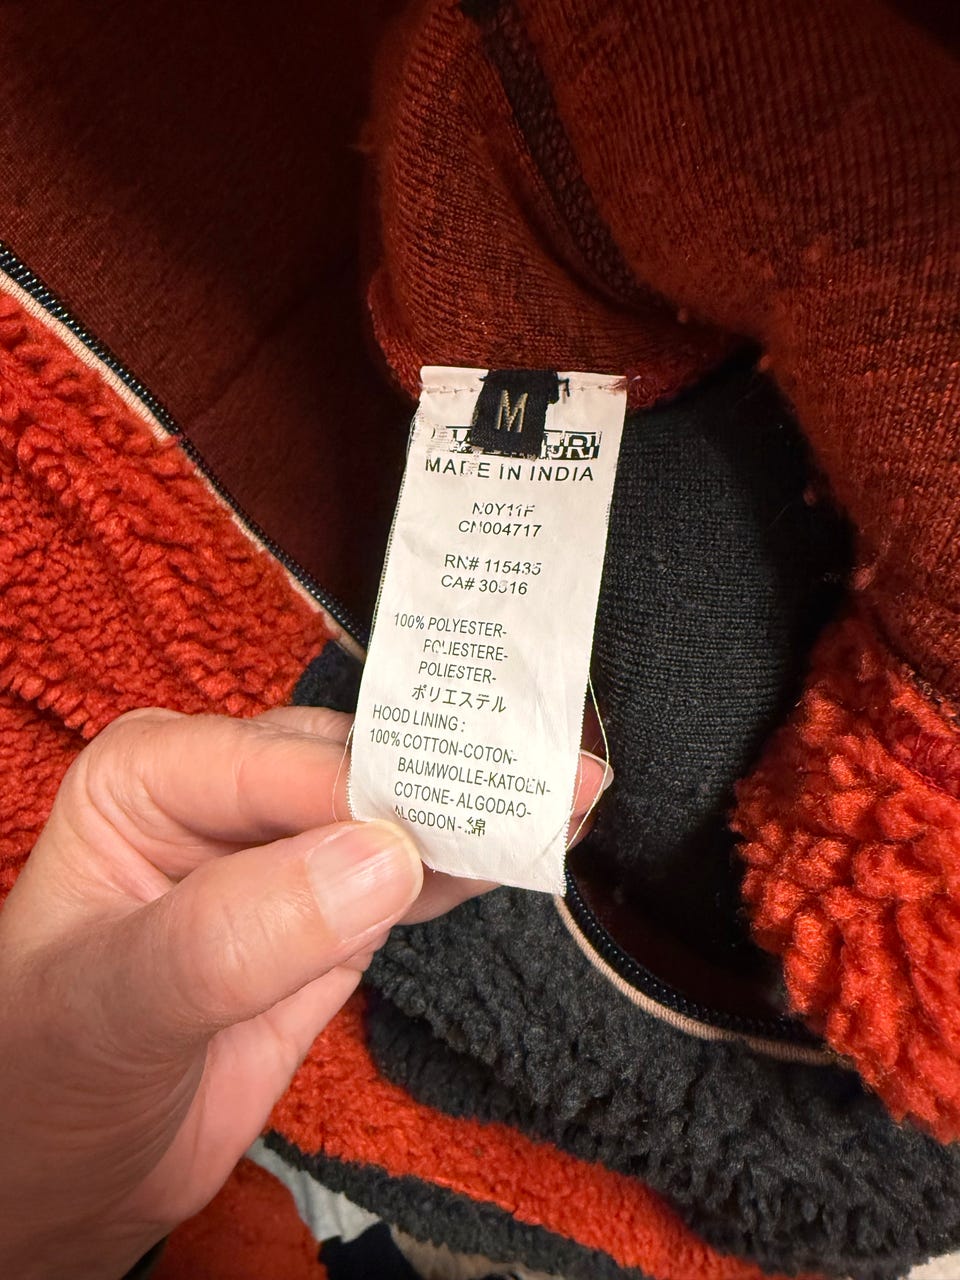 M
MADE IN INDIA
N0Y11F
CN004717
RN# 115435
CA# 30516
100% POLYESTER-
POLIESTERE-
POLIESTER-
ポリエステル
HOOD LINING :
100% COTTON-COTON-
BAUMWOLLE-KATOEN-
COTONE- ALGODAO-
ALGODON- 綿